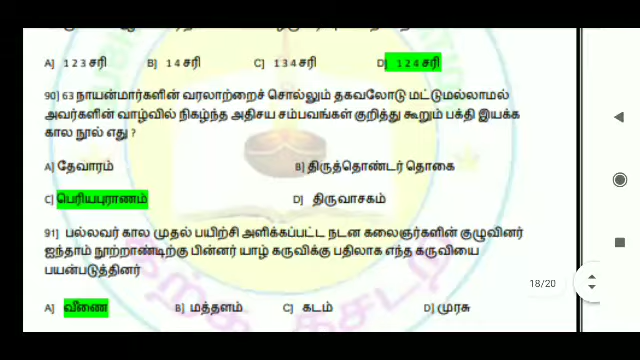 A] 1 2 3 சரி B] 1 4 சரி C] 1 3 4 சரி D] 1 2 4 சரி
90] 63 நாயன்மார்களின் வரலாற்றைச் சொல்லும் தகவலோடு மட்டுமல்லாமல்
அவர்களின் வாழ்வில் நிகழ்ந்த அதிசய சம்பவங்கள் குறித்து கூறும் பக்தி இயக்க
கால நூல் எது ?
A] தேவாரம் B] திருத்தொண்டர் தொகை
C] பெரியபுராணம் D] திருவாசகம்
91] பல்லவர் கால முதல் பயிற்சி அளிக்கப்பட்ட நடன கலைஞர்களின் குழுவினர்
ஐந்தாம் நூற்றாண்டிற்கு பின்னர் யாழ் கருவிக்கு பதிலாக எந்த கருவியை
பயன்படுத்தினர்
18/20
A] வீணை B] மத்தளம் C] கடம் D] முரசு